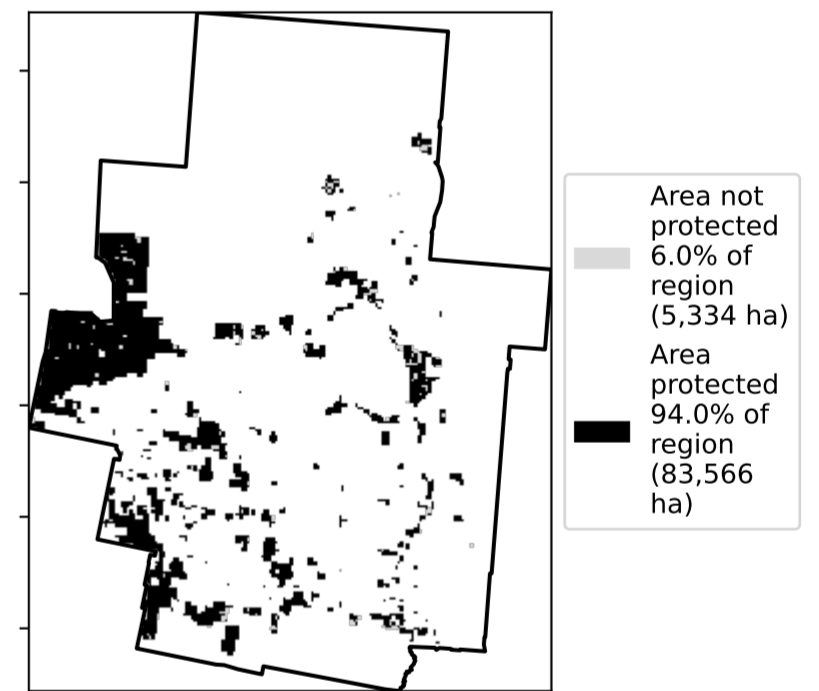 Area not
protected
6.0% of
region
(5,334 ha)
Area
protected
94.0% of
region
(83,566
ha)